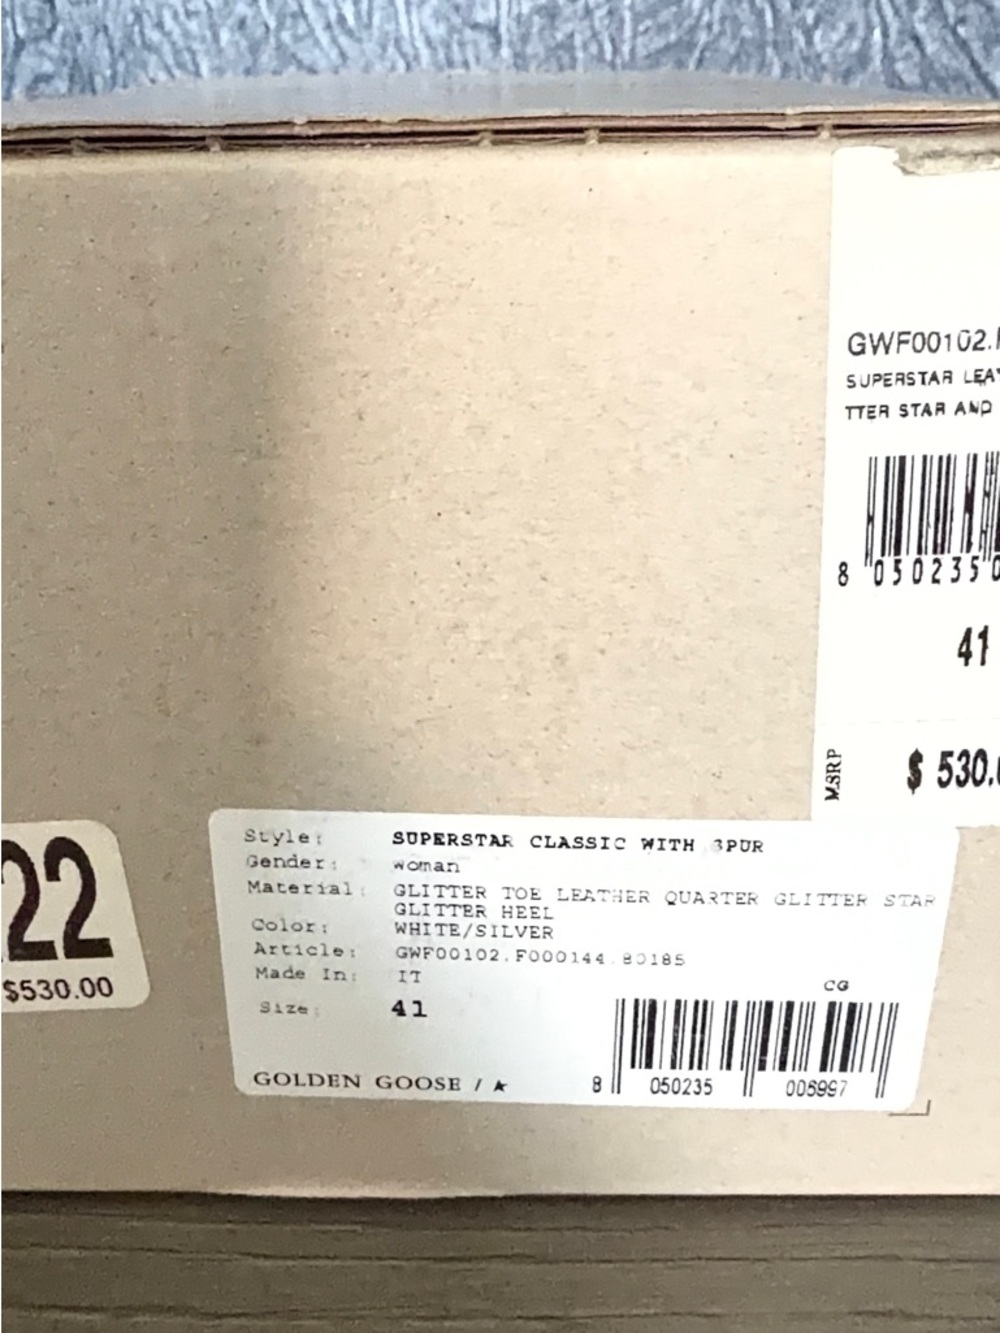 GWF00102.
SUPERSTAR LEA
TTER STAR AND
8 0502350
41
MSRP
$ 530.
22
$530.00
Style: SUPERSTAR CLASSIC WITH 3PUR
Gender: woman
Material: GLITTER TOE LEATHER QUARTER GLITTER STAR
GLITTER HEEL
Color: WHITE/SILVER
Article: GWF00102.F000144.80185
Made In: IT
CG
Size: 41
GOLDEN GOOSE / ★
8 050235 006997